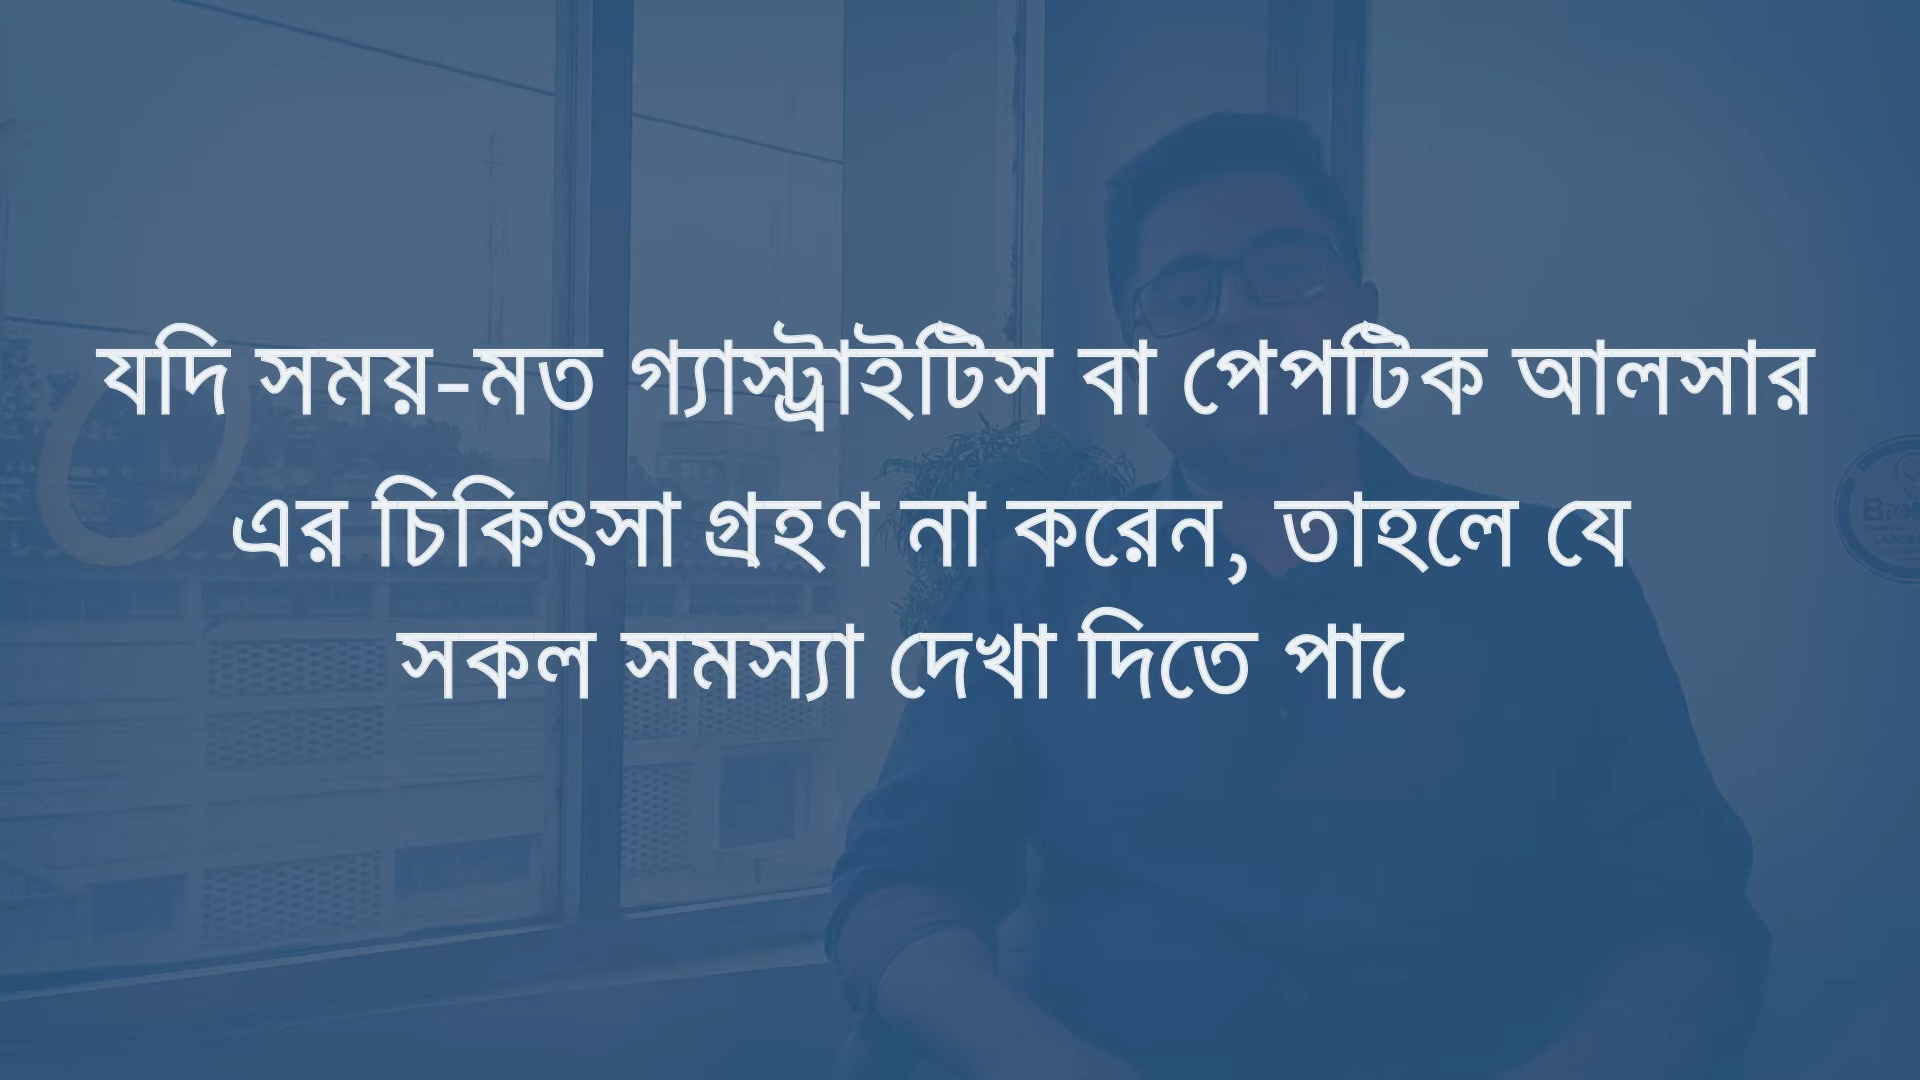 যদি সময়-মত গ্যাস্ট্রাইটিস বা পেপটিক আলসার
এর চিকিৎসা গ্রহণ না করেন, তাহলে যে
সকল সমস্যা দেখা দিতে পাে